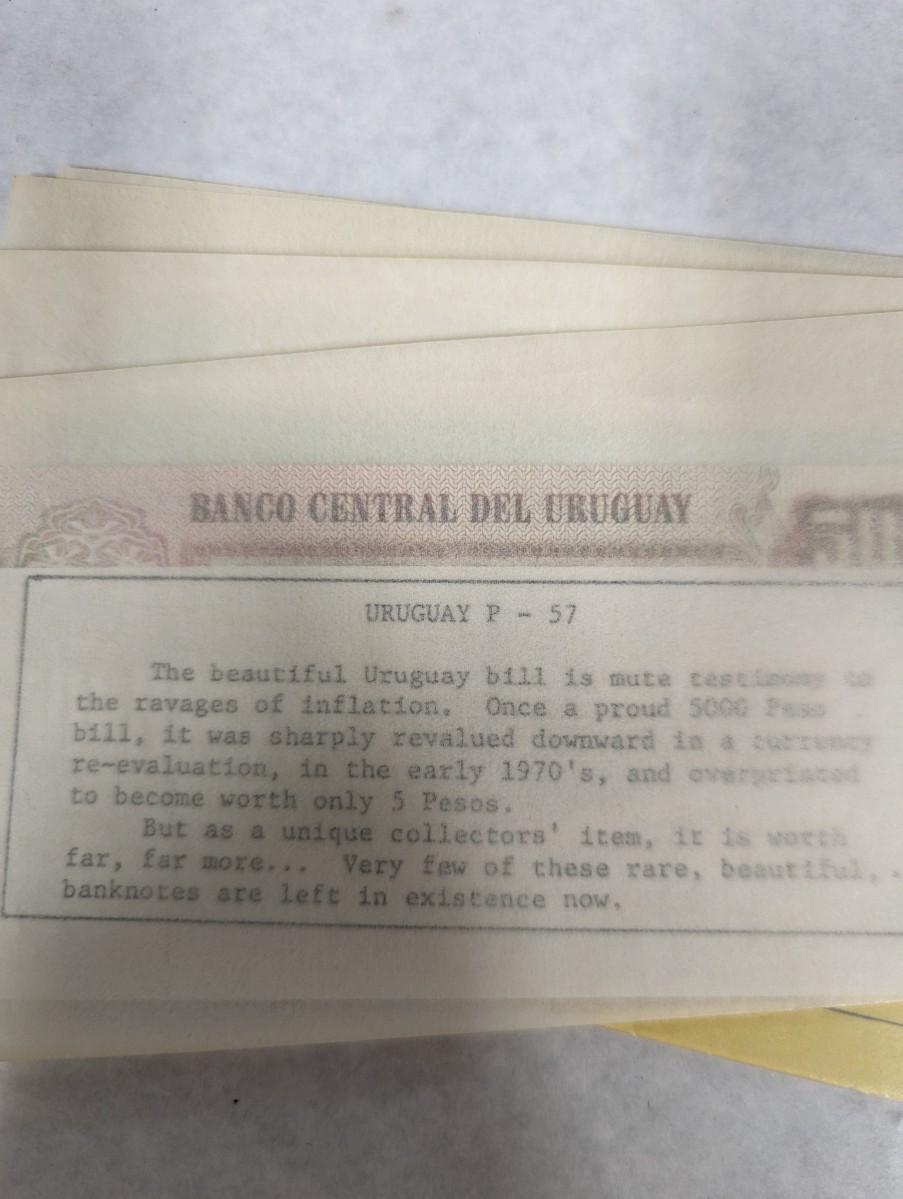 BANCO CENTRAL DEL URUGUAY
URUGUAY P - 57
The beautiful Uruguay bill is mute testimony to
the ravages of inflation. Once a proud 5000 Peso
bill, it was sharply revalued downward in a currency
re-evaluation, in the early 1970's, and overprinted
to become worth only 5 Pesos.
But as a unique collectors' item, it is worth
far, far more... Very few of these rare, beautiful,
banknotes are left in existence now.